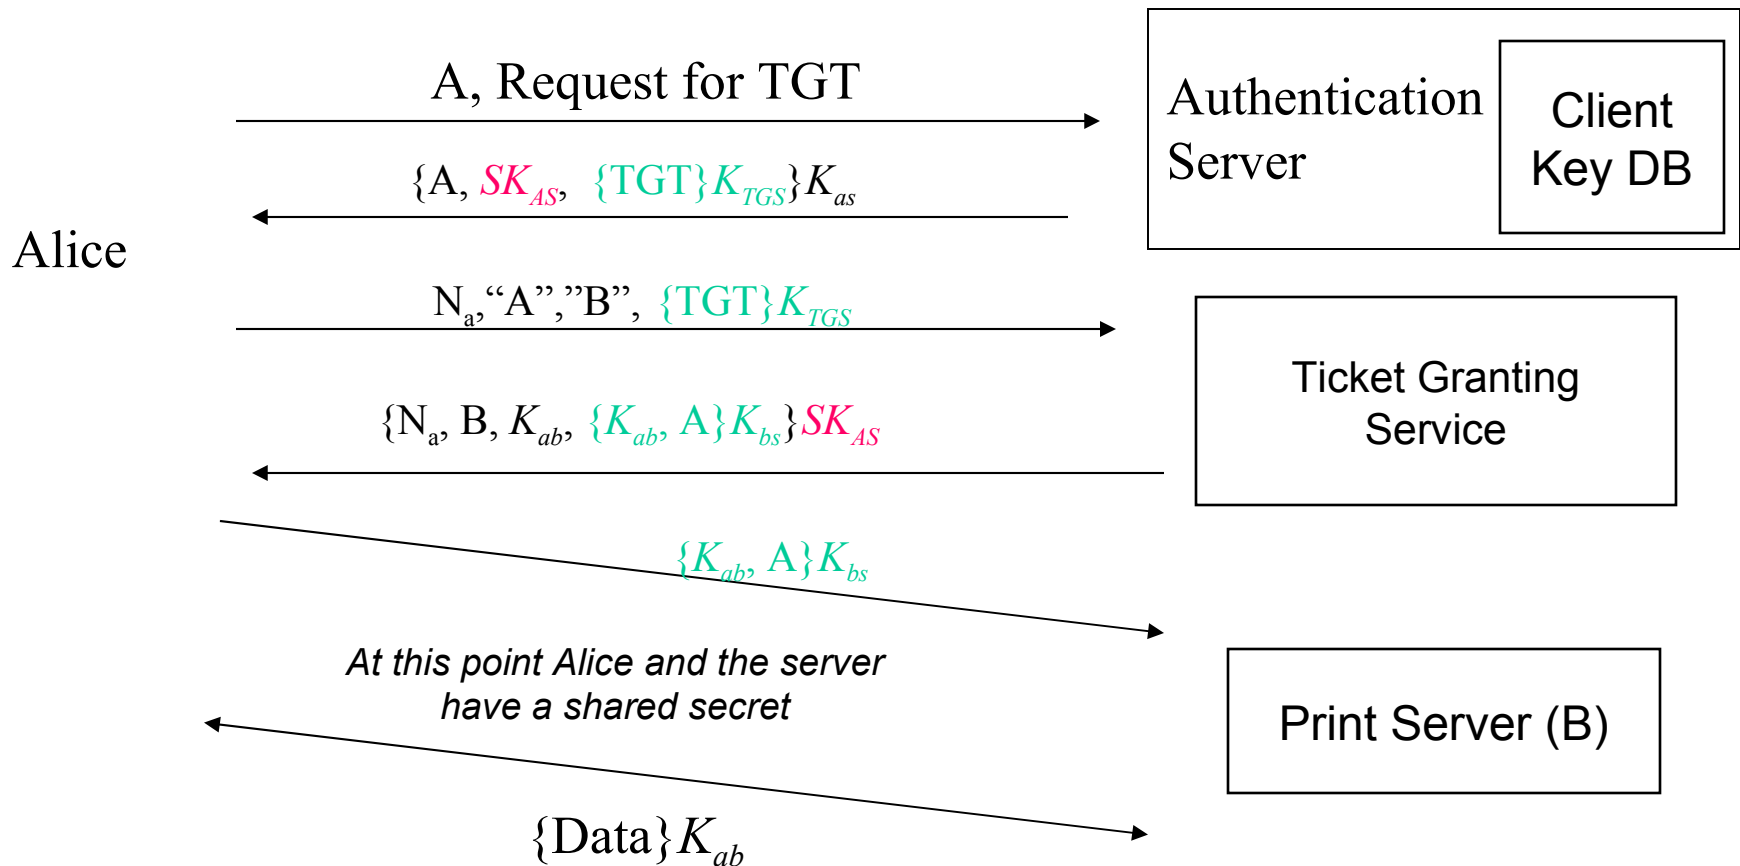 A, Request for TGT
Authentication
Server
Client
Key DB
{A, SK_AS, {TGT}K_TGS}K_as
Alice
N_a,“A”,”B”, {TGT}K_TGS
Ticket Granting
Service
{N_a, B, K_ab, {K_ab, A}K_bs}SK_AS
{K_ab, A}K_bs
At this point Alice and the server
have a shared secret
Print Server (B)
{Data}K_ab